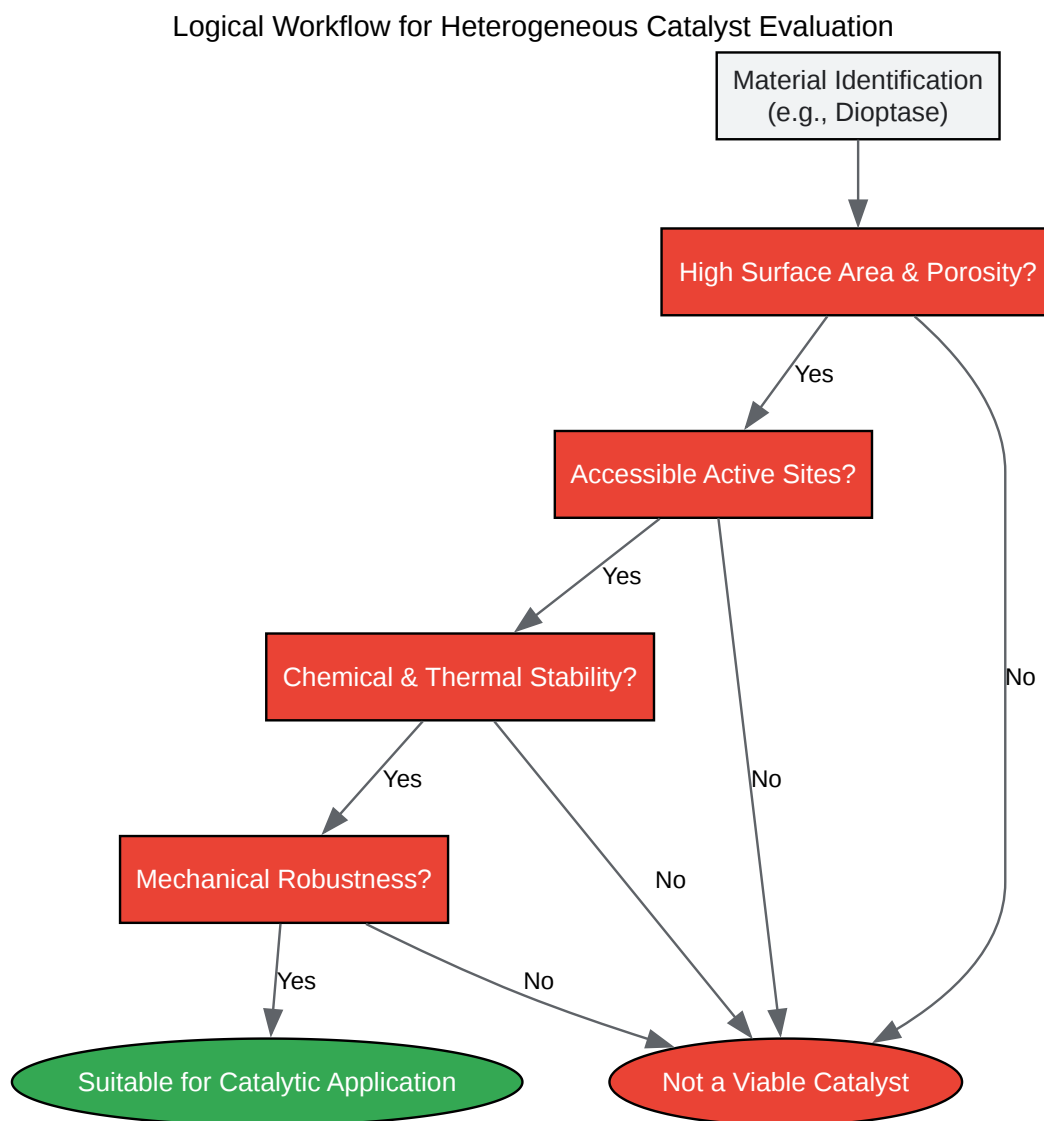 Logical Workflow for Heterogeneous Catalyst Evaluation
Material Identification
(e.g., Dioptase)
High Surface Area & Porosity?
Yes
Accessible Active Sites?
Yes
Chemical & Thermal Stability?
No
Yes
No
Mechanical Robustness?
No
Yes
No
Suitable for Catalytic Application
Not a Viable Catalyst